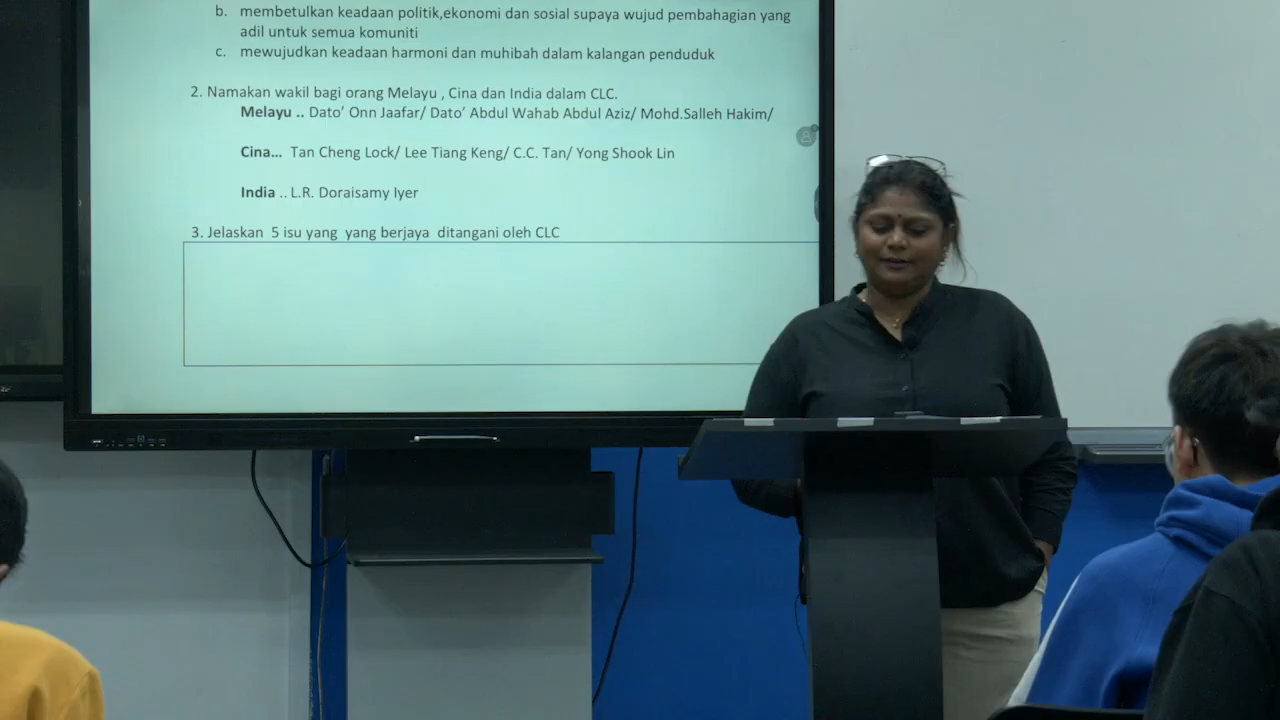 b. membetulkan keadaan politik,ekonomi dan sosial supaya wujud pembahagian yang
adil untuk semua komuniti
c. mewujudkan keadaan harmoni dan muhibah dalam kalangan penduduk
2. Namakan wakil bagi orang Melayu , Cina dan India dalam CLC.
Melayu .. Dato’ Onn Jaafar/ Dato’ Abdul Wahab Abdul Aziz/ Mohd.Salleh Hakim/
Cina… Tan Cheng Lock/ Lee Tiang Keng/ C.C. Tan/ Yong Shook Lin
India .. L.R. Doraisamy Iyer
3. Jelaskan 5 isu yang yang berjaya ditangani oleh CLC